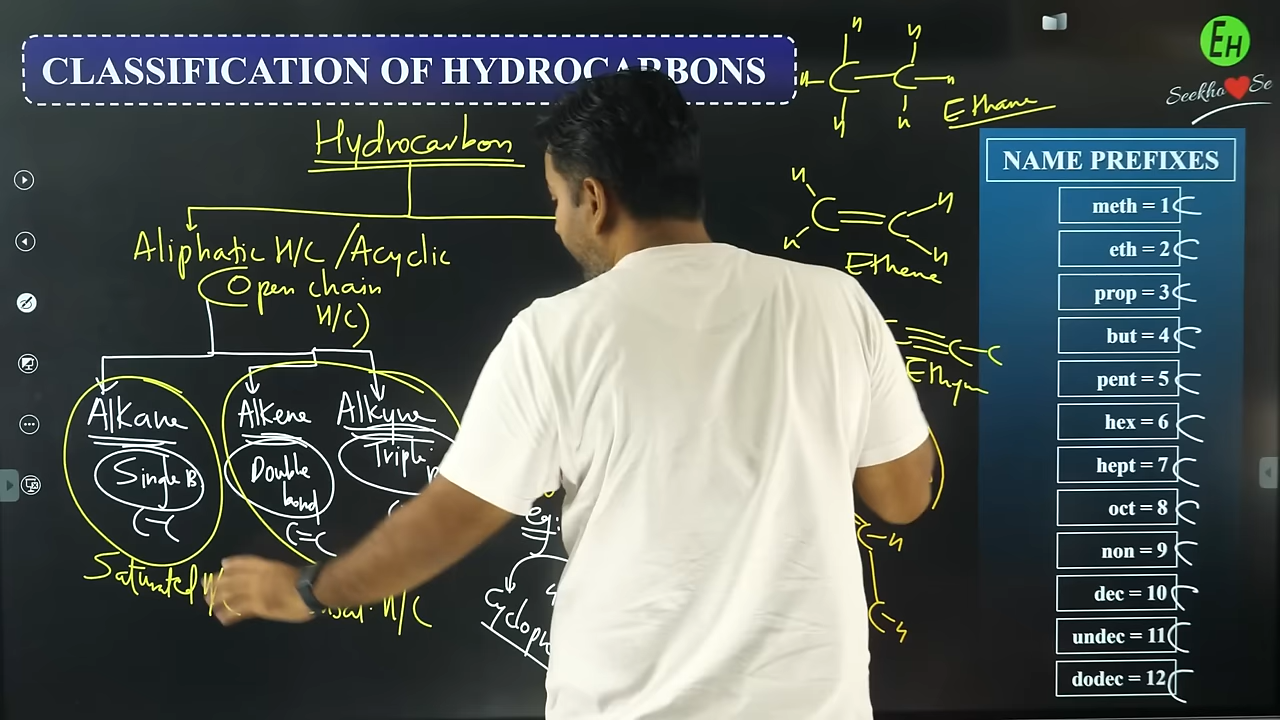 CLASSIFICATION OF HYDROCARBONS
EH
Seekho Se
Hydrocarbon
Aliphatic H/C / Acyclic
(Open chain
H/C)
Alkane
Single B
C-C
Saturated H/C
Alkene
Double
bond
C=C
Alkyne
Triple
H/C
eg:
H H
H C C H
H H
Ethane
H
C=C H
H H
Ethene
C-H
C-H
NAME PREFIXES
meth = 1 C
eth = 2 C
prop = 3 C
but = 4 C
pent = 5 C
hex = 6 C
hept = 7 C
oct = 8 C
non = 9 C
dec = 10 C
undec = 11 C
dodec = 12 C